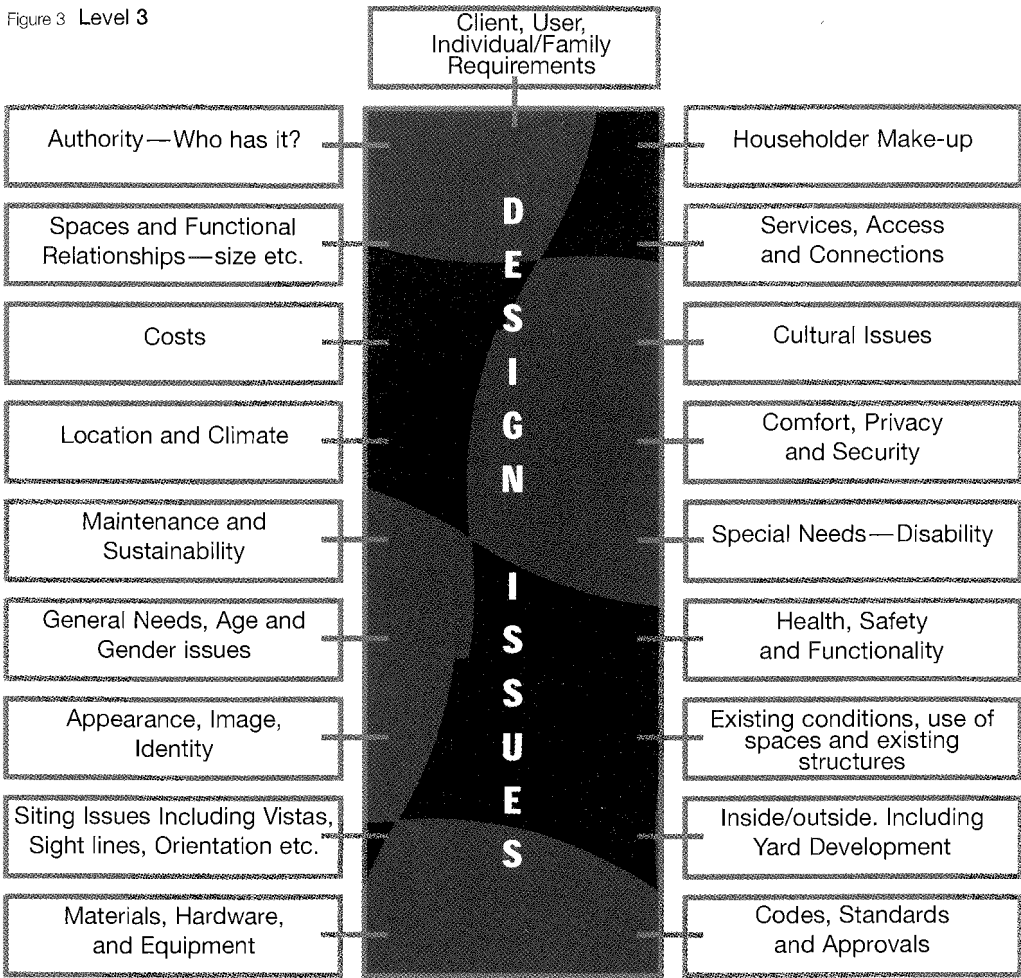 Figure 3 Level 3
Client, User,
Individual/Family
Requirements
Authority—Who has it?
Householder Make-up
Spaces and Functional
Relationships—size etc.
Services, Access
and Connections
Costs
Cultural Issues
Location and Climate
Comfort, Privacy
and Security
Maintenance and
Sustainability
Special Needs—Disability
General Needs, Age and
Gender issues
Health, Safety
and Functionality
Appearance, Image,
Identity
Existing conditions, use of
spaces and existing
structures
Siting Issues Including Vistas,
Sight lines, Orientation etc.
Inside/outside. Including
Yard Development
Materials, Hardware,
and Equipment
Codes, Standards
and Approvals
DESIGN ISSUES